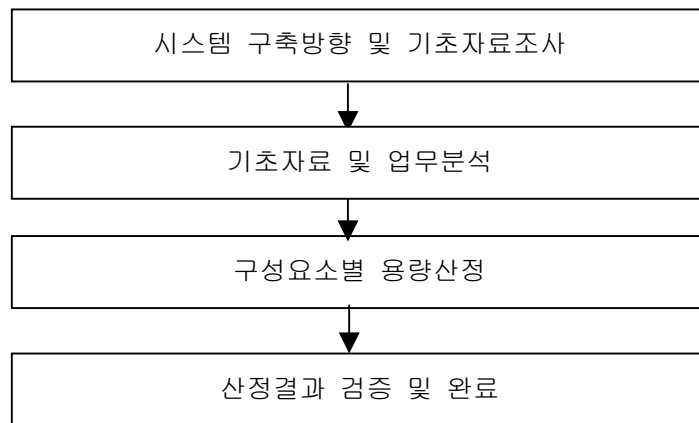 시스템 구축방향 및 기초자료조사
기초자료 및 업무분석
구성요소별 용량산정
산정결과 검증 및 완료